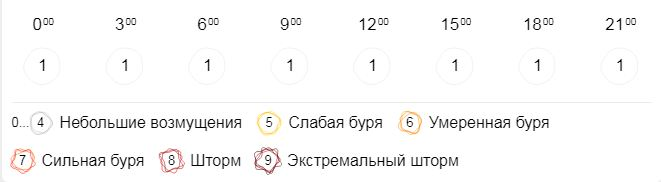 0⁰⁰ 3⁰⁰ 6⁰⁰ 9⁰⁰ 12⁰⁰ 15⁰⁰ 18⁰⁰ 21⁰⁰
1 1 1 1 1 1 1 1
0...4 Небольшие возмущения 5 Слабая буря 6 Умеренная буря
7 Сильная буря 8 Шторм 9 Экстремальный шторм